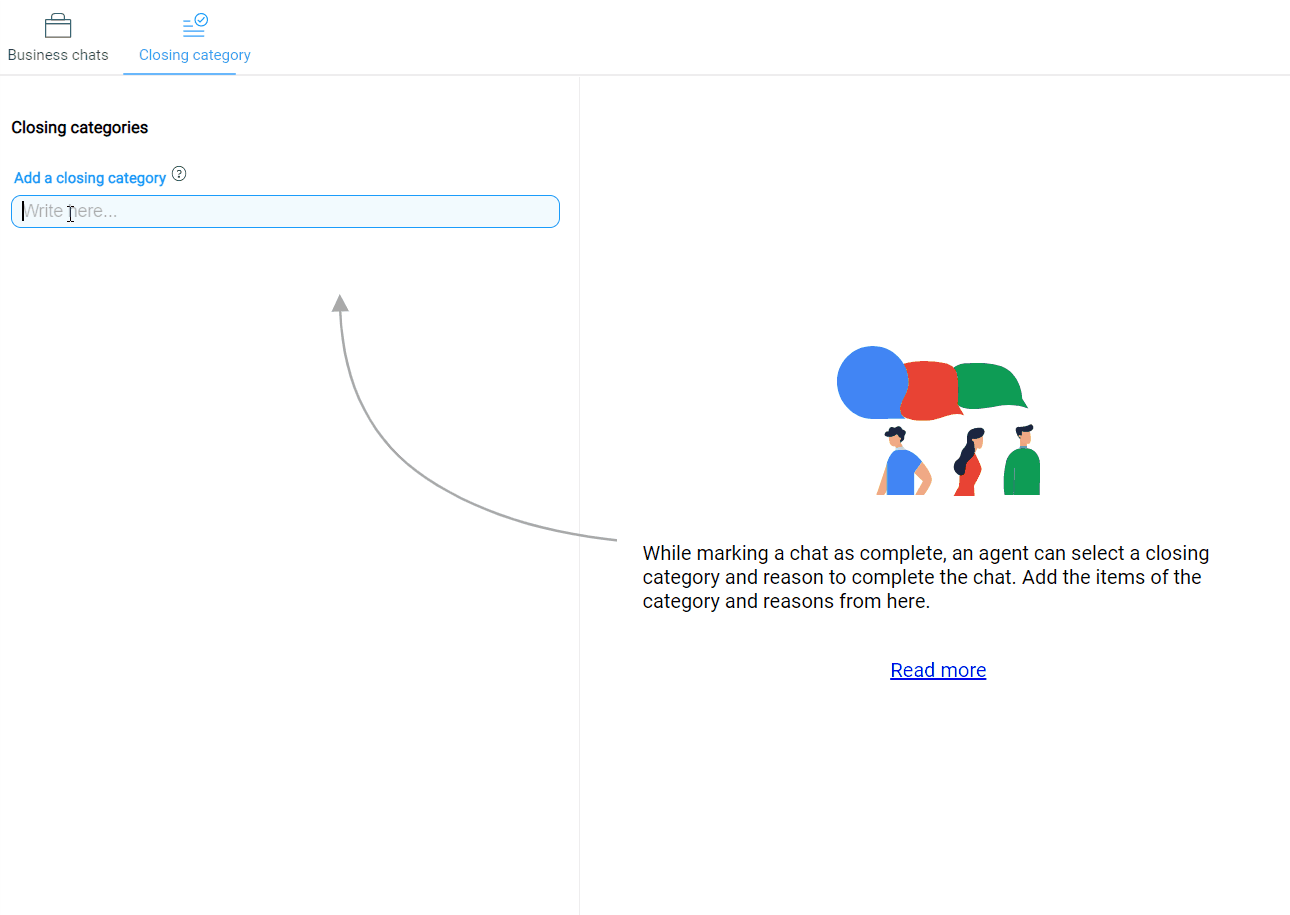 Business chats
Closing category
Closing categories
Add a closing category ?
Write here...
While marking a chat as complete, an agent can select a closing
category and reason to complete the chat. Add the items of the
category and reasons from here.
Read more